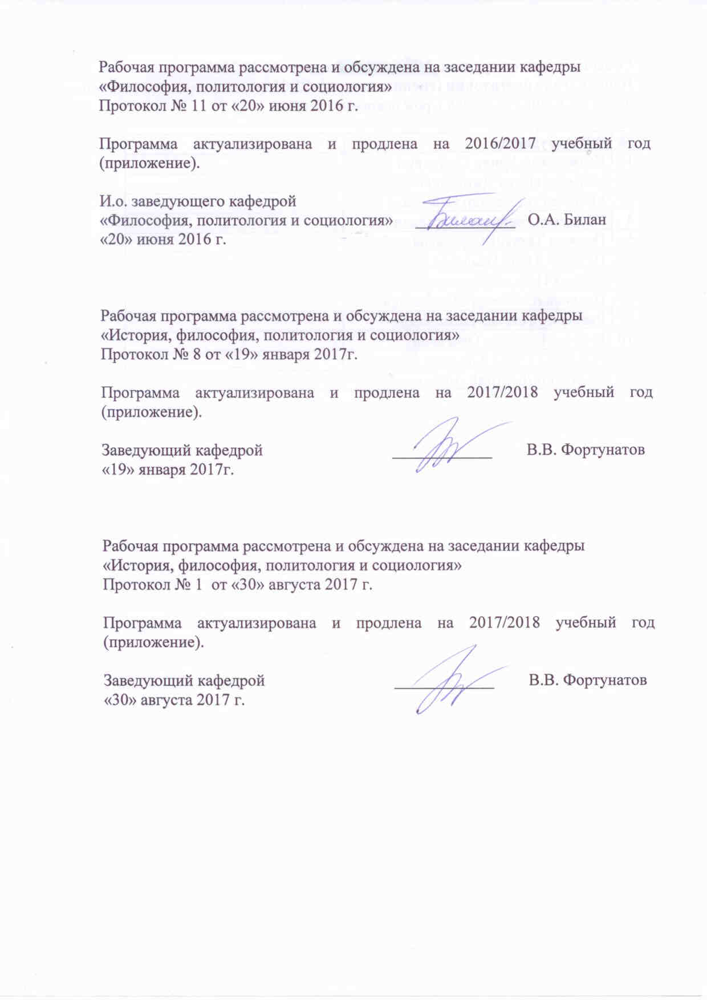 Рабочая программа рассмотрена и обсуждена на заседании кафедры
«Философия, политология и социология»
Протокол № 11 от «20» июня 2016 г.
Программа актуализирована и продлена на 2016/2017 учебный год
(приложение).
И.о. заведующего кафедрой
«Философия, политология и социология» Билан О.А. Билан
«20» июня 2016 г.
Рабочая программа рассмотрена и обсуждена на заседании кафедры
«История, философия, политология и социология»
Протокол № 8 от «19» января 2017г.
Программа актуализирована и продлена на 2017/2018 учебный год
(приложение).
Заведующий кафедрой В.В. Фортунатов
«19» января 2017г.
Рабочая программа рассмотрена и обсуждена на заседании кафедры
«История, философия, политология и социология»
Протокол № 1 от «30» августа 2017 г.
Программа актуализирована и продлена на 2017/2018 учебный год
(приложение).
Заведующий кафедрой В.В. Фортунатов
«30» августа 2017 г.